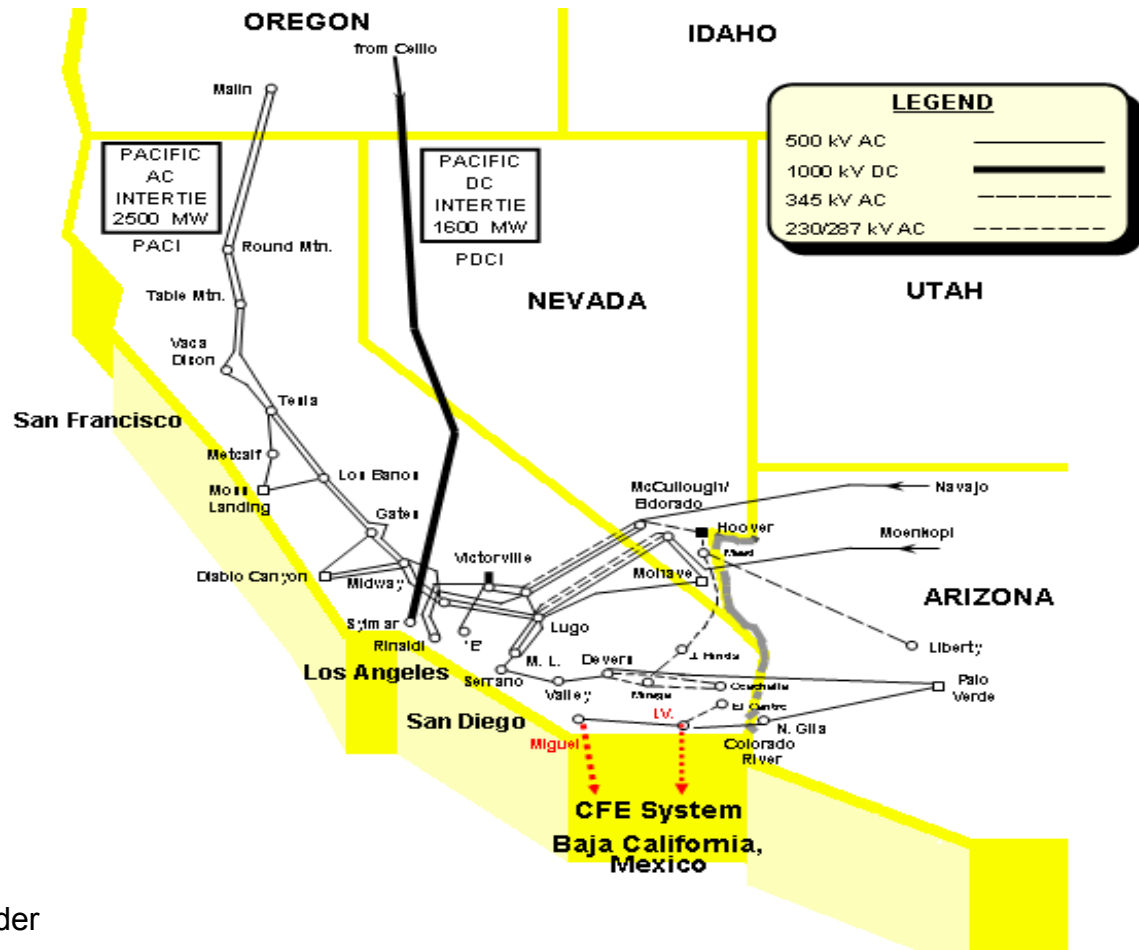 OREGON
from Celilo
IDAHO
Malin
LEGEND
500 kV AC
1000 kV DC
345 kV AC
230/287 kV AC
PACIFIC
AC
INTERTIE
2500 MW
PACI
PACIFIC
DC
INTERTIE
1600 MW
PDCI
Round Mtn.
Table Mtn.
NEVADA
UTAH
Vaca
Dixon
Tesla
San Francisco
Metcalf
Los Banos
Moss
Landing
Gates
McCullough/
Eldorado
Navajo
Hoover
Moenkopi
Mead
Victorville
Diablo Canyon
Midway
Mohave
ARIZONA
Sylmar
Rinaldi
'E'
Lugo
Liberty
J. Hinds
M. L.
Devers
Los Angeles
Serrano
Valley
Mirage
Coachella
Palo
Verde
El Centro
San Diego
I.V.
N. Gila
Miguel
Colorado
River
CFE System
Baja California,
Mexico
der